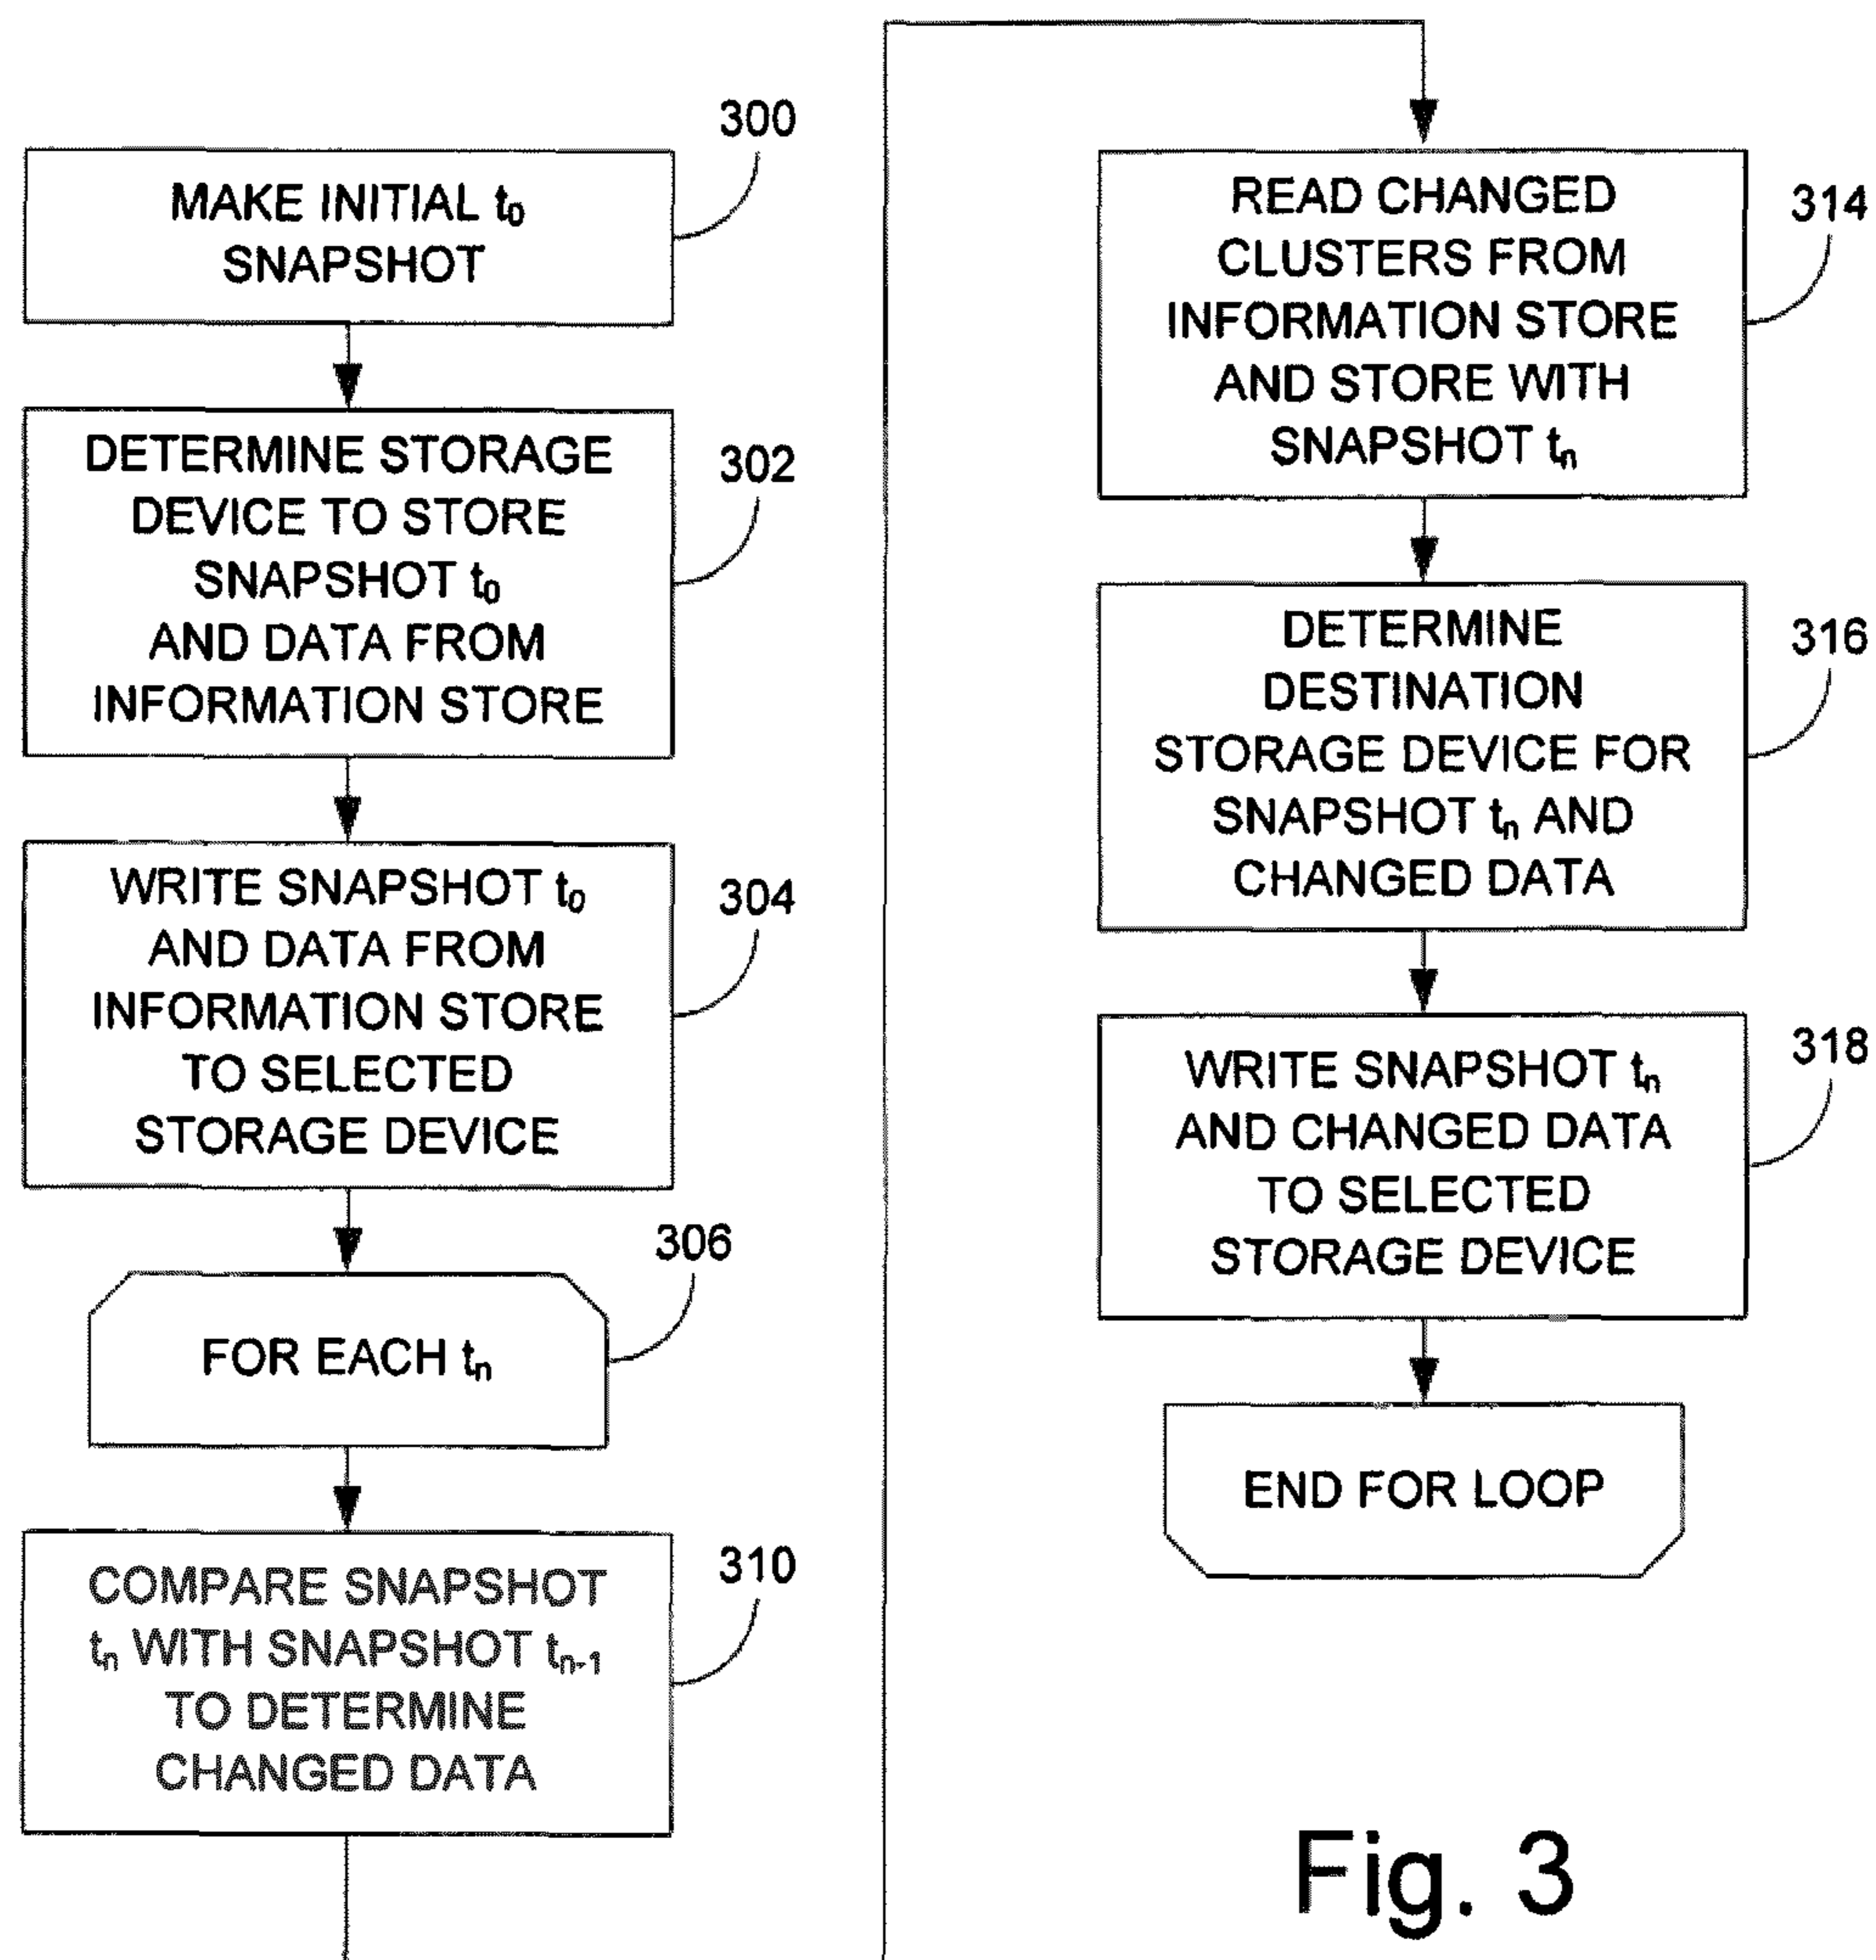 300
MAKE INITIAL t₀
SNAPSHOT
DETERMINE STORAGE
DEVICE TO STORE
SNAPSHOT t₀
AND DATA FROM
INFORMATION STORE
302
WRITE SNAPSHOT t₀
AND DATA FROM
INFORMATION STORE
TO SELECTED
STORAGE DEVICE
304
306
FOR EACH tₙ
310
COMPARE SNAPSHOT
tₙ WITH SNAPSHOT tₙ₋₁
TO DETERMINE
CHANGED DATA
READ CHANGED
CLUSTERS FROM
INFORMATION STORE
AND STORE WITH
SNAPSHOT tₙ
314
DETERMINE
DESTINATION
STORAGE DEVICE FOR
SNAPSHOT tₙ AND
CHANGED DATA
316
WRITE SNAPSHOT tₙ
AND CHANGED DATA
TO SELECTED
STORAGE DEVICE
318
END FOR LOOP
Fig. 3